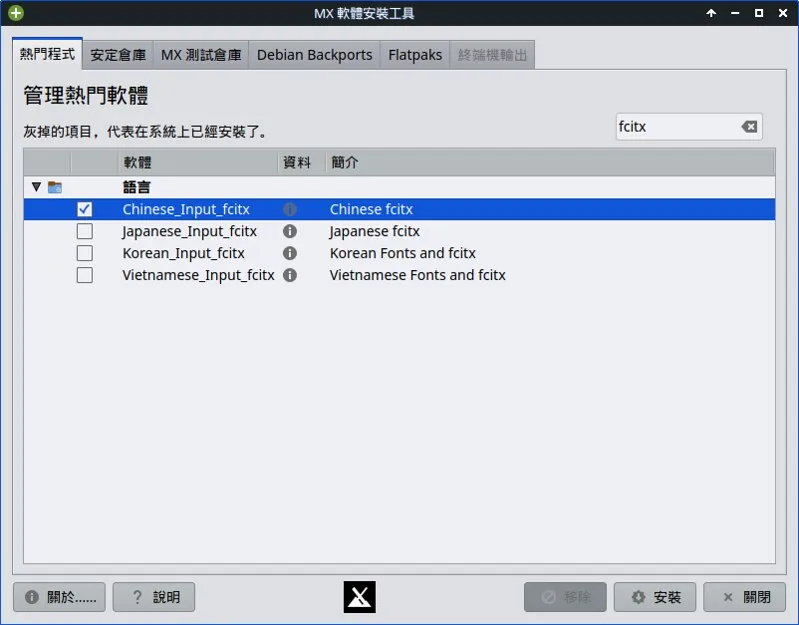 MX 軟體安裝工具
熱門程式 安定倉庫 MX 測試倉庫 Debian Backports Flatpaks 終端機輸出
管理熱門軟體
灰掉的項目，代表在系統上已經安裝了。 fcitx
軟體 資料 簡介
語言
Chinese_Input_fcitx Chinese fcitx
Japanese_Input_fcitx Japanese fcitx
Korean_Input_fcitx Korean Fonts and fcitx
Vietnamese_Input_fcitx Vietnamese Fonts and fcitx
關於...... 說明 移除 安裝 關閉